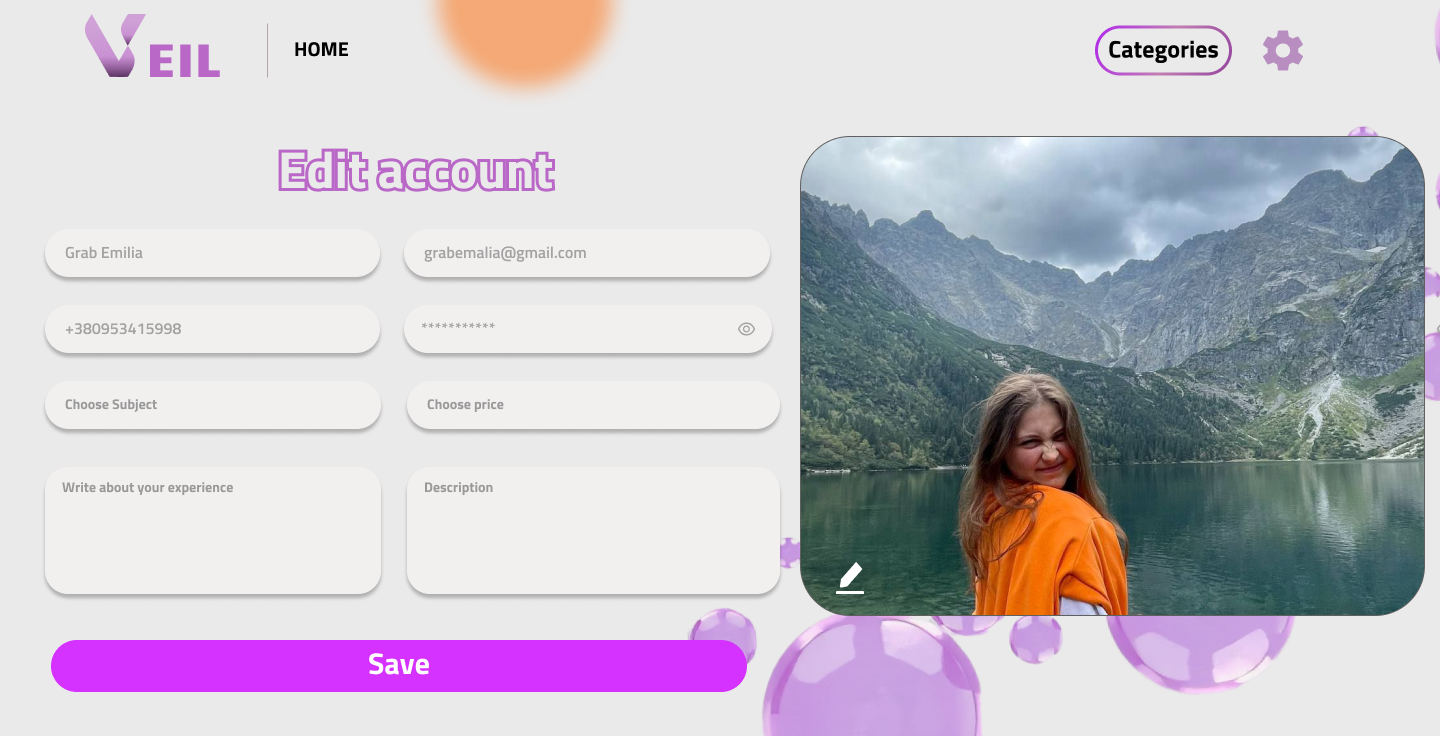 VEIL
HOME
Categories
Edit account
Grab Emilia
grabemalia@gmail.com
+380953415998
***********
Choose Subject
Choose price
Write about your experience
Description
Save